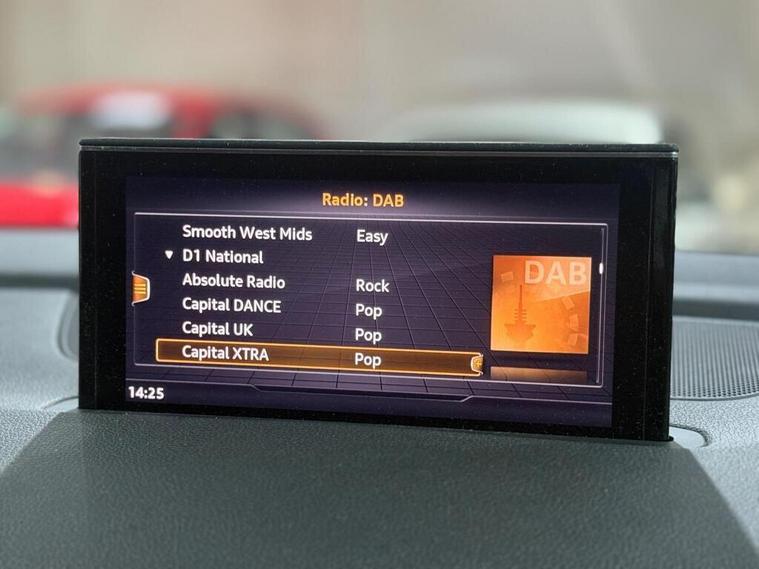 Radio: DAB
Smooth West Mids Easy
▼ D1 National
Absolute Radio Rock
Capital DANCE Pop
Capital UK Pop
Capital XTRA Pop
DAB
14:25